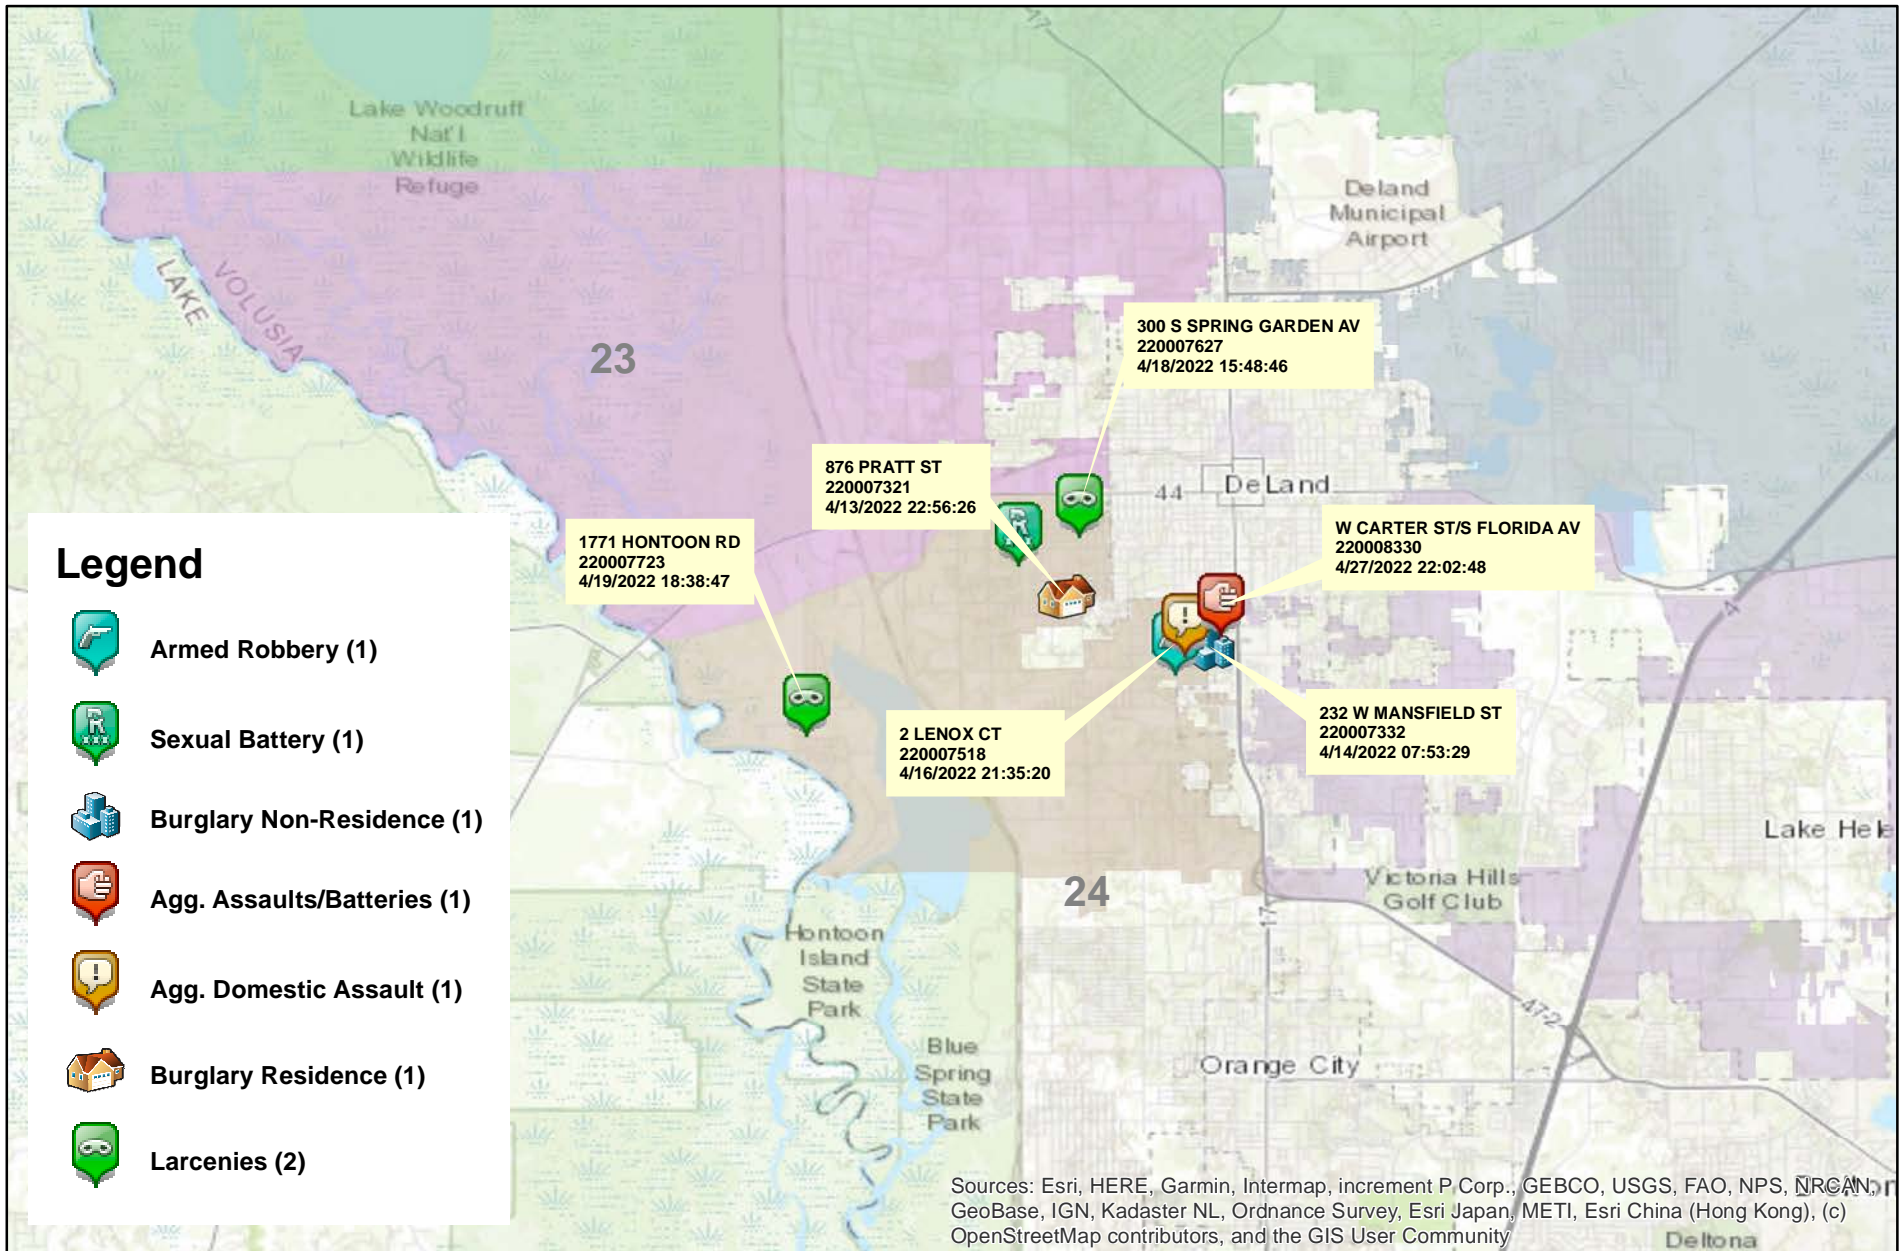 17
Lake Woodruff
Nat'l
Wildlife
Refuge
Deland
Municipal
Airport
LAKE
VOLUSIA
23
300 S SPRING GARDEN AV
220007627
4/18/2022 15:48:46
876 PRATT ST
220007321
4/13/2022 22:56:26
44
DeLand
1771 HONTOON RD
220007723
4/19/2022 18:38:47
W CARTER ST/S FLORIDA AV
220008330
4/27/2022 22:02:48
4
2 LENOX CT
220007518
4/16/2022 21:35:20
232 W MANSFIELD ST
220007332
4/14/2022 07:53:29
Lake Hele
24
Victoria Hills
Golf Club
17
Hontoon
Island
State
Park
472
Blue
Spring
State
Park
Orange City
Deltona
Legend
Armed Robbery (1)
Sexual Battery (1)
Burglary Non-Residence (1)
Agg. Assaults/Batteries (1)
Agg. Domestic Assault (1)
Burglary Residence (1)
Larcenies (2)
Sources: Esri, HERE, Garmin, Intermap, increment P Corp., GEBCO, USGS, FAO, NPS, NRCAN,
GeoBase, IGN, Kadaster NL, Ordnance Survey, Esri Japan, METI, Esri China (Hong Kong), (c)
OpenStreetMap contributors, and the GIS User Community